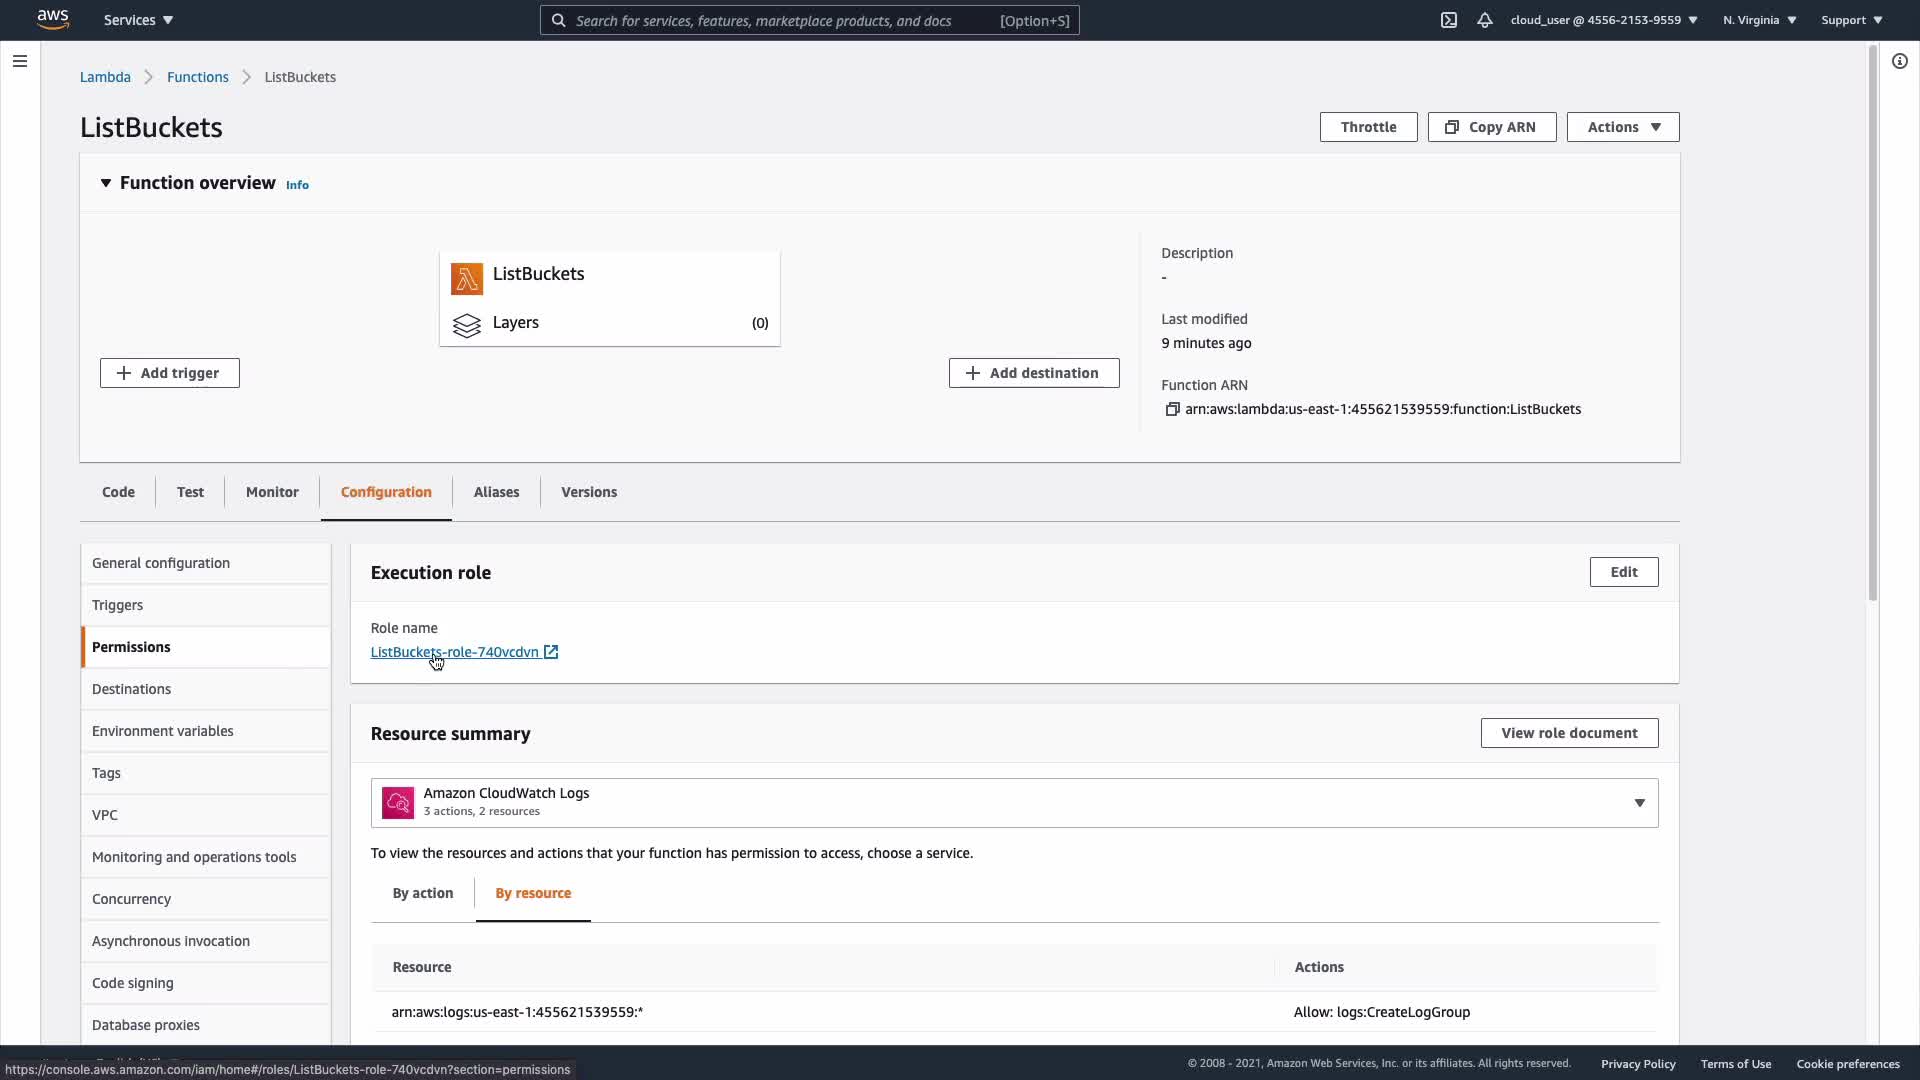 aws
Services
Search for services, features, marketplace products, and docs
[Option+S]
cloud_user @ 4556-2153-9559
N. Virginia
Support
Lambda
Functions
ListBuckets
ListBuckets
Throttle
Copy ARN
Actions
Function overview Info
ListBuckets
Layers
(0)
Add trigger
Add destination
Description
-
Last modified
9 minutes ago
Function ARN
arn:aws:lambda:us-east-1:455621539559:function:ListBuckets
Code
Test
Monitor
Configuration
Aliases
Versions
General configuration
Triggers
Permissions
Destinations
Environment variables
Tags
VPC
Monitoring and operations tools
Concurrency
Asynchronous invocation
Code signing
Database proxies
Execution role
Edit
Role name
ListBuckets-role-740vcdvn
Resource summary
View role document
Amazon CloudWatch Logs
3 actions, 2 resources
To view the resources and actions that your function has permission to access, choose a service.
By action
By resource
Resource
Actions
arn:aws:logs:us-east-1:455621539559:*
Allow: logs:CreateLogGroup
https://console.aws.amazon.com/iam/home#/roles/ListBuckets-role-740vcdvn?section=permissions
© 2008 - 2021, Amazon Web Services, Inc. or its affiliates. All rights reserved.
Privacy Policy
Terms of Use
Cookie preferences